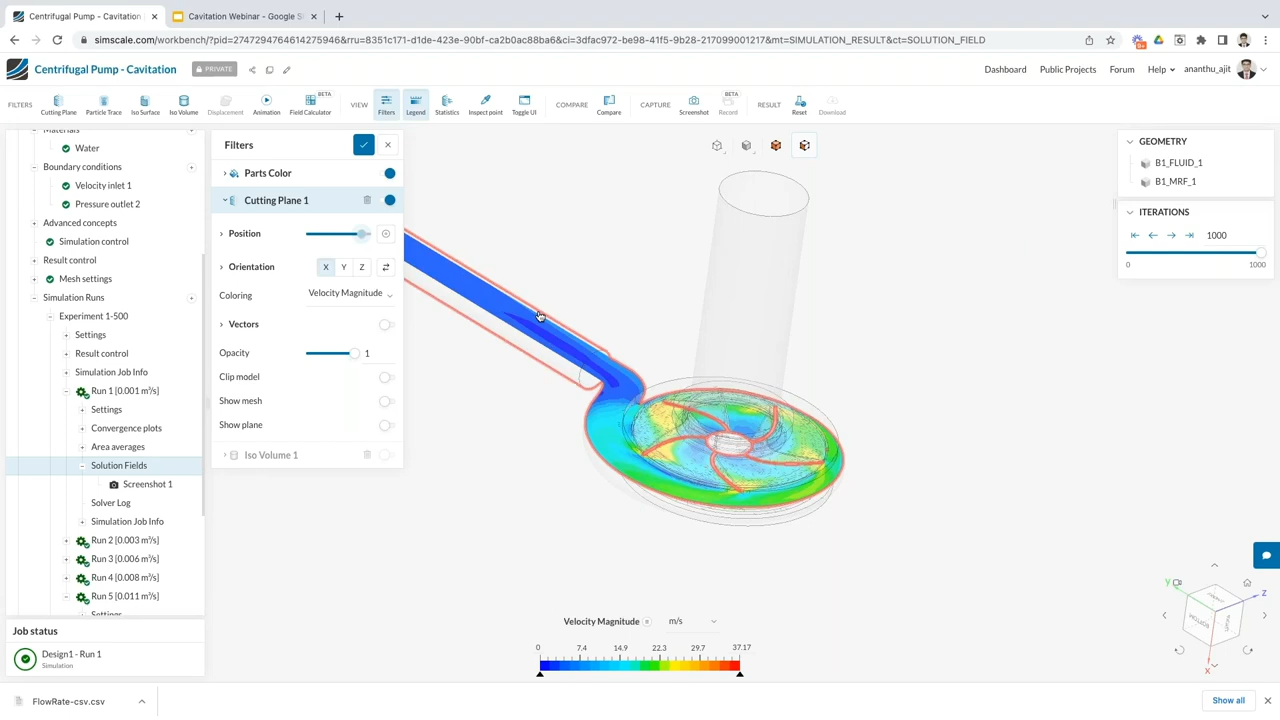 Centrifugal Pump - Cavitation
Cavitation Webinar - Google S
simscale.com/workbench/?pid=2747294764614275946&rru=8351c171-d1de-423e-90bf-ca2b0ac88ba6&ci=3dfac972-be98-41f5-9b28-217099001217&mt=SIMULATION_RESULT&ct=SOLUTION_FIELD
Centrifugal Pump - Cavitation
PRIVATE
Dashboard
Public Projects
Forum
Help
ananthu_ajit
FILTERS
Cutting Plane
Particle Trace
Iso Surface
Iso Volume
Displacement
Animation
BETA
Field Calculator
VIEW
Filters
Legend
Statistics
Inspect point
Toggle UI
COMPARE
Compare
CAPTURE
Screenshot
BETA
Record
RESULT
Reset
Download
Materials
Water
Boundary conditions
Velocity inlet 1
Pressure outlet 2
Advanced concepts
Simulation control
Result control
Mesh settings
Simulation Runs
Experiment 1-500
Settings
Result control
Simulation Job Info
Run 1 [0.001 m³/s]
Settings
Convergence plots
Area averages
Solution Fields
Screenshot 1
Solver Log
Simulation Job Info
Run 2 [0.003 m³/s]
Run 3 [0.006 m³/s]
Run 4 [0.008 m³/s]
Run 5 [0.011 m³/s]
Settings
Job status
Design1 - Run 1
Simulation
Filters
Parts Color
Cutting Plane 1
Position
Orientation
X
Y
Z
Coloring
Velocity Magnitude
Vectors
Opacity
1
Clip model
Show mesh
Show plane
Iso Volume 1
GEOMETRY
B1_FLUID_1
B1_MRF_1
ITERATIONS
1000
0
1000
Velocity Magnitude
m/s
0
7.4
14.9
22.3
29.7
37.17
Y
Z
BOTTOM
X
FlowRate-csv.csv
Show all